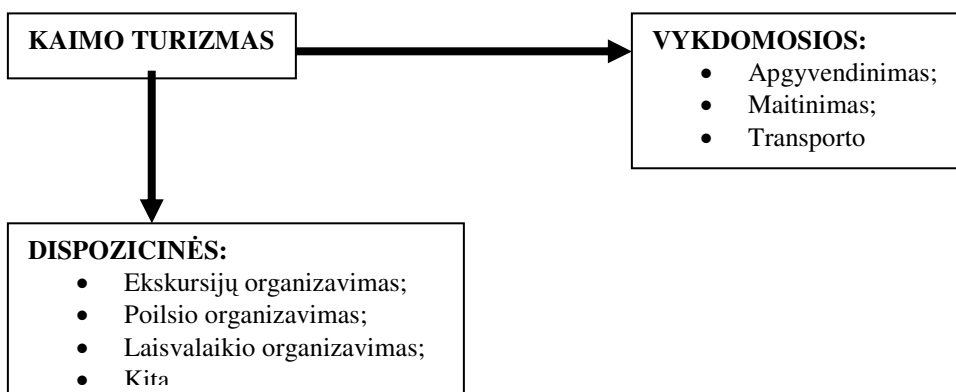 KAIMO TURIZMAS
VYKDOMOSIOS:
• Apgyvendinimas;
• Maitinimas;
• Transporto
DISPOZICINĖS:
• Ekskursijų organizavimas;
• Poilsio organizavimas;
• Laisvalaikio organizavimas;
• Kita